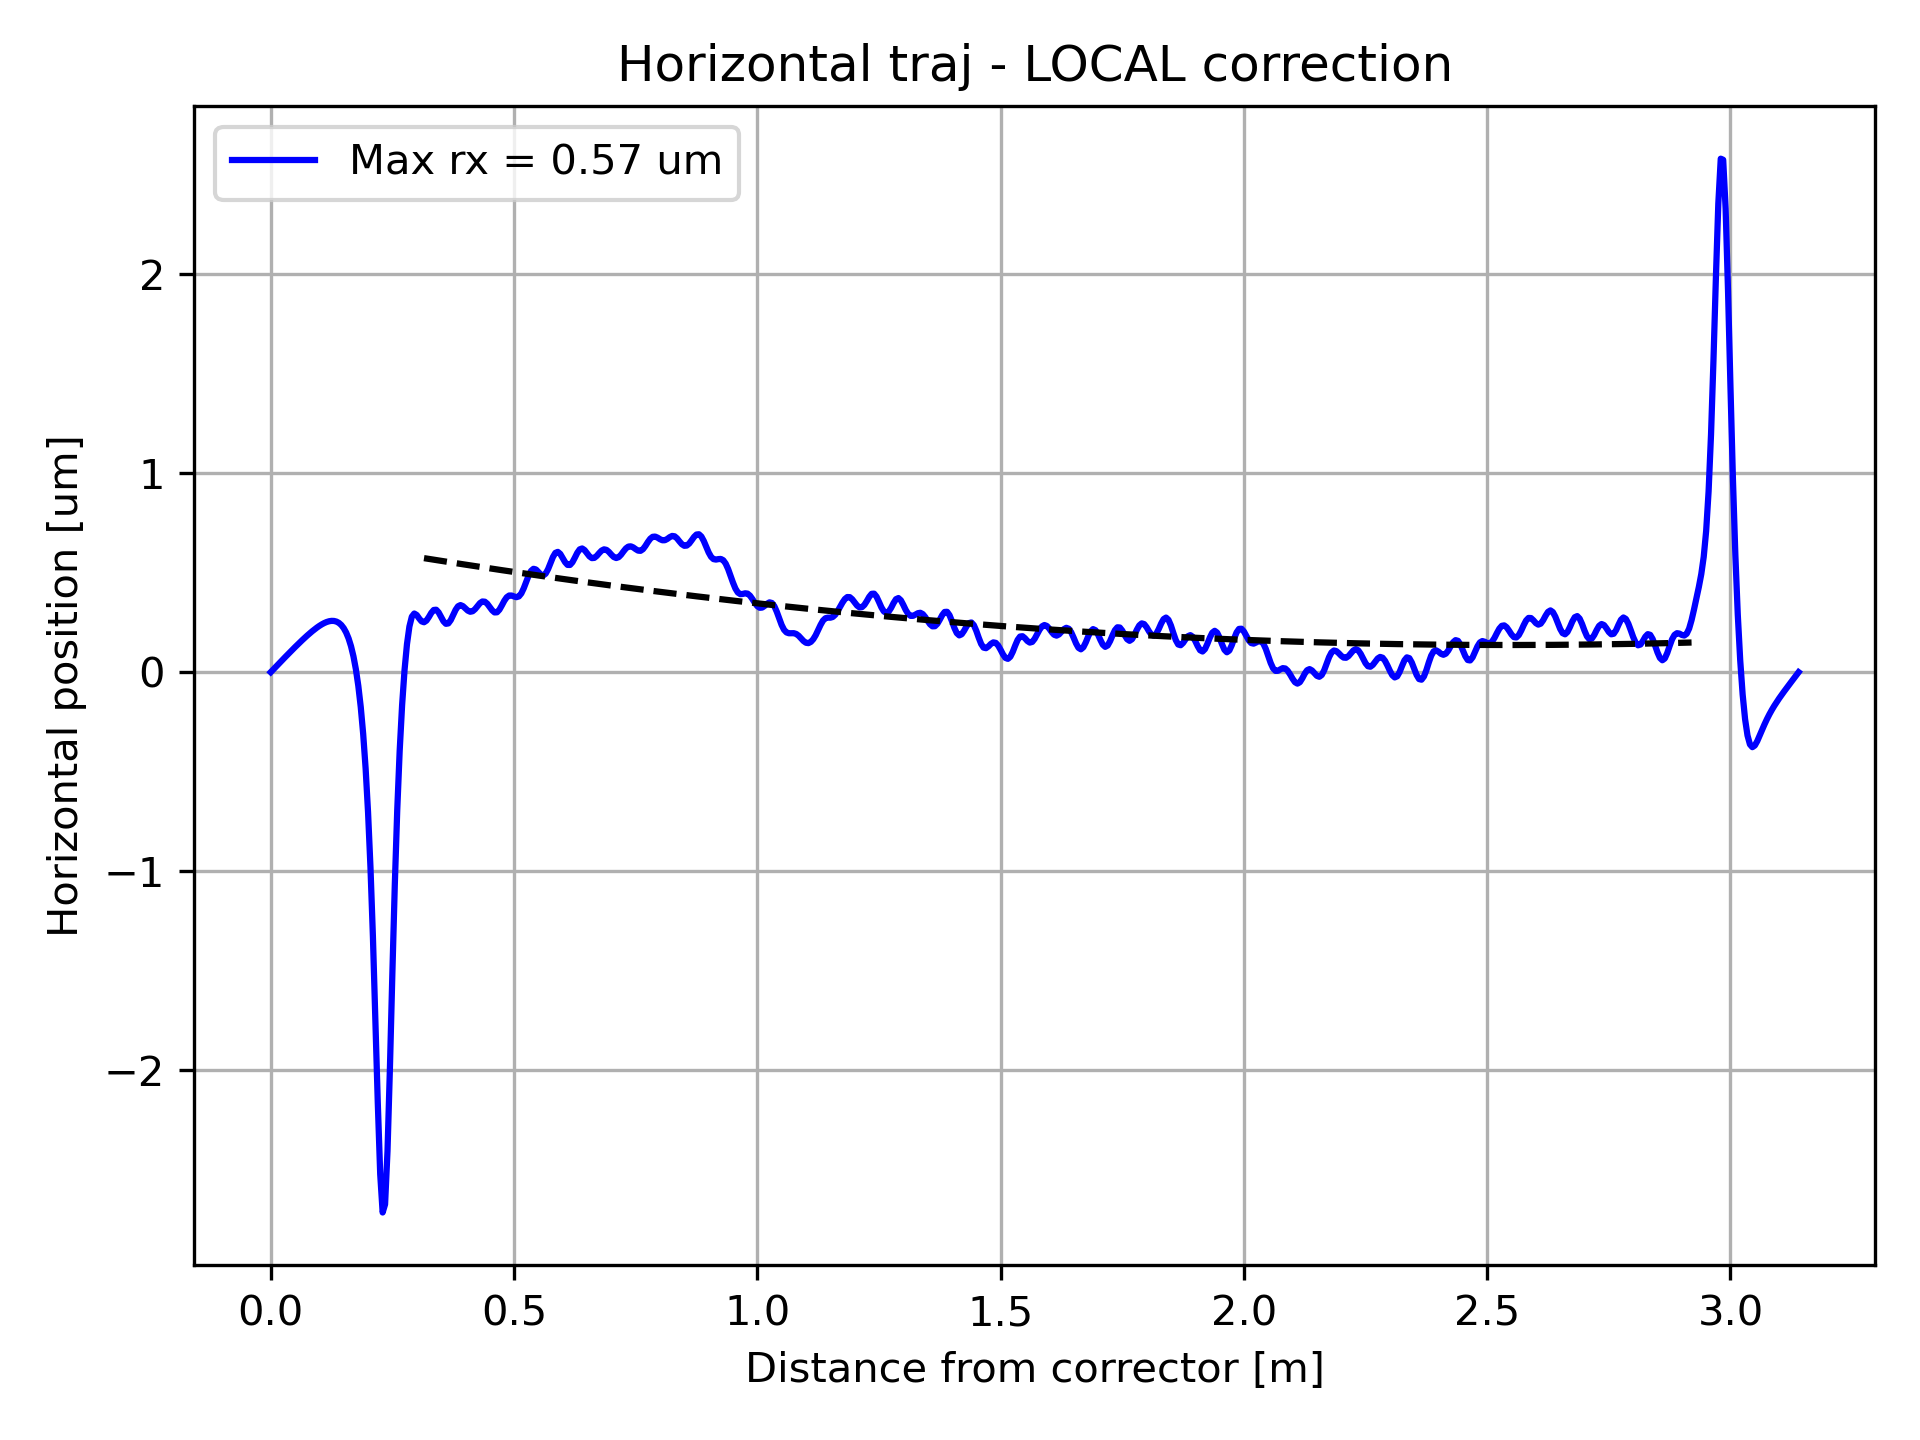 Horizontal traj - LOCAL correction
Max rx = 0.57 um
Horizontal position [um]
2
1
0
−1
−2
0.0 0.5 1.0 1.5 2.0 2.5 3.0
Distance from corrector [m]